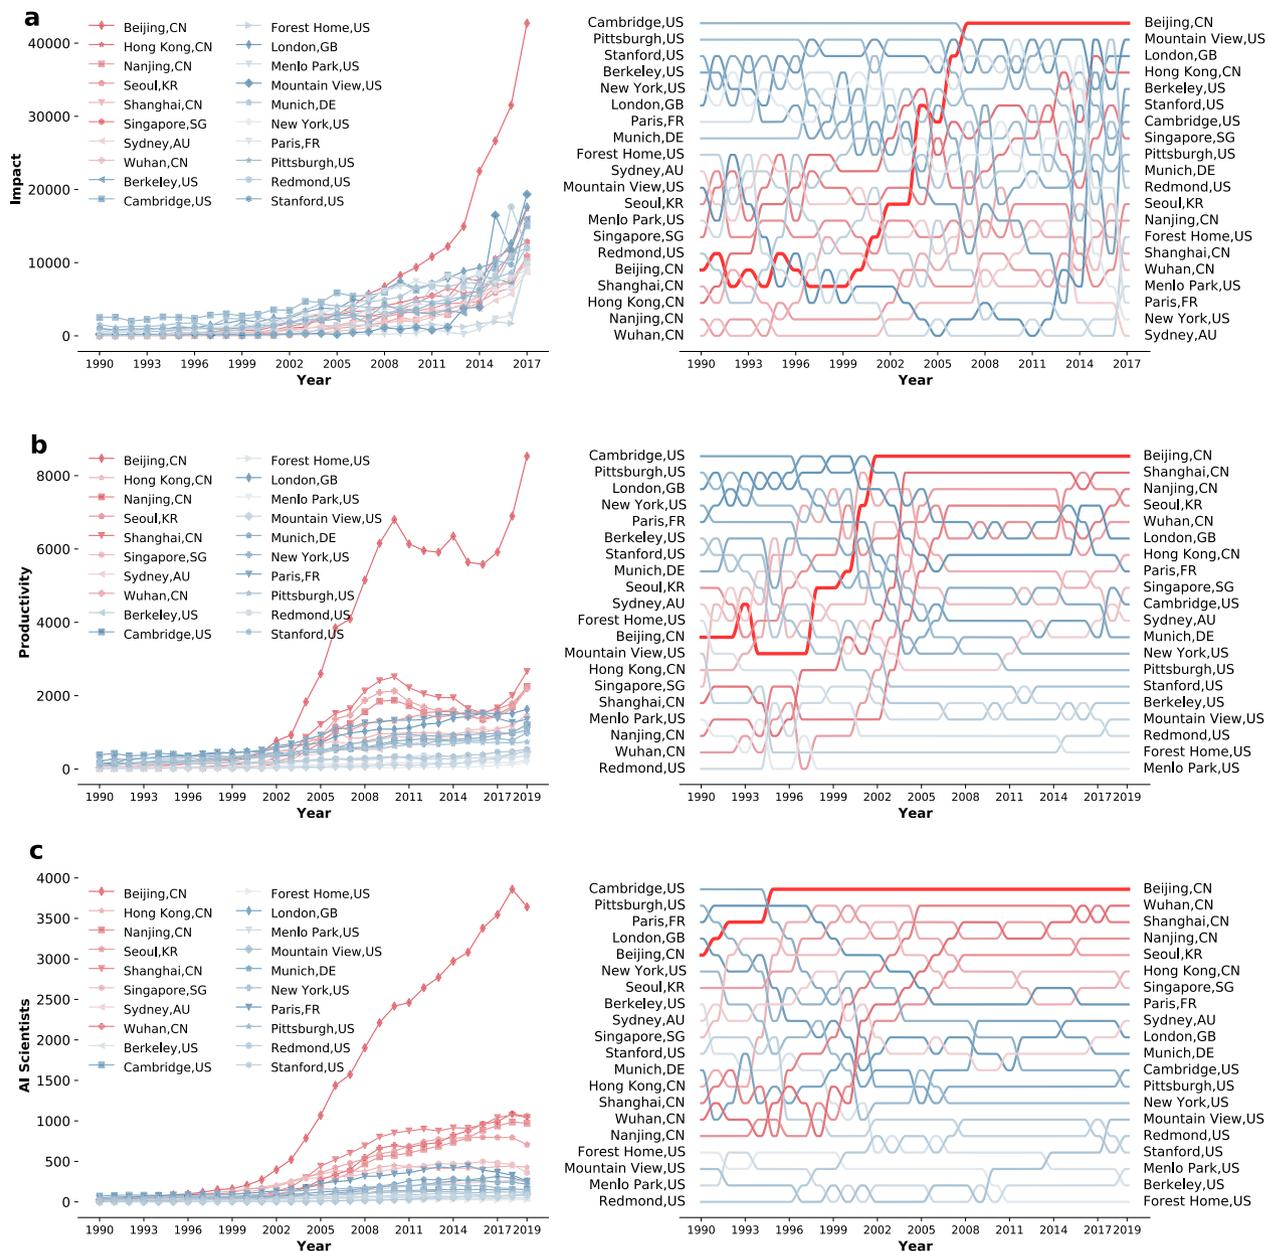 a
Impact
40000
30000
20000
10000
0
Beijing,CN
Hong Kong,CN
Nanjing,CN
Seoul,KR
Shanghai,CN
Singapore,SG
Sydney,AU
Wuhan,CN
Berkeley,US
Cambridge,US
Forest Home,US
London,GB
Menlo Park,US
Mountain View,US
Munich,DE
New York,US
Paris,FR
Pittsburgh,US
Redmond,US
Stanford,US
1990 1993 1996 1999 2002 2005 2008 2011 2014 2017
Year
Cambridge,US
Pittsburgh,US
Stanford,US
Berkeley,US
New York,US
London,GB
Paris,FR
Munich,DE
Forest Home,US
Sydney,AU
Mountain View,US
Seoul,KR
Menlo Park,US
Singapore,SG
Redmond,US
Beijing,CN
Shanghai,CN
Hong Kong,CN
Nanjing,CN
Wuhan,CN
Beijing,CN
Mountain View,US
London,GB
Hong Kong,CN
Berkeley,US
Stanford,US
Cambridge,US
Singapore,SG
Pittsburgh,US
Munich,DE
Redmond,US
Seoul,KR
Nanjing,CN
Forest Home,US
Shanghai,CN
Wuhan,CN
Menlo Park,US
Paris,FR
New York,US
Sydney,AU
1990 1993 1996 1999 2002 2005 2008 2011 2014 2017
Year
b
Productivity
8000
6000
4000
2000
0
Beijing,CN
Hong Kong,CN
Nanjing,CN
Seoul,KR
Shanghai,CN
Singapore,SG
Sydney,AU
Wuhan,CN
Berkeley,US
Cambridge,US
Forest Home,US
London,GB
Menlo Park,US
Mountain View,US
Munich,DE
New York,US
Paris,FR
Pittsburgh,US
Redmond,US
Stanford,US
1990 1993 1996 1999 2002 2005 2008 2011 2014 2017 2019
Year
Cambridge,US
Pittsburgh,US
London,GB
New York,US
Paris,FR
Berkeley,US
Stanford,US
Munich,DE
Seoul,KR
Sydney,AU
Forest Home,US
Beijing,CN
Mountain View,US
Hong Kong,CN
Singapore,SG
Shanghai,CN
Menlo Park,US
Nanjing,CN
Wuhan,CN
Redmond,US
Beijing,CN
Shanghai,CN
Nanjing,CN
Seoul,KR
Wuhan,CN
London,GB
Hong Kong,CN
Paris,FR
Singapore,SG
Cambridge,US
Sydney,AU
Munich,DE
New York,US
Pittsburgh,US
Stanford,US
Berkeley,US
Mountain View,US
Redmond,US
Forest Home,US
Menlo Park,US
1990 1993 1996 1999 2002 2005 2008 2011 2014 2017 2019
Year
c
AI Scientists
4000
3500
3000
2500
2000
1500
1000
500
0
Beijing,CN
Hong Kong,CN
Nanjing,CN
Seoul,KR
Shanghai,CN
Singapore,SG
Sydney,AU
Wuhan,CN
Berkeley,US
Cambridge,US
Forest Home,US
London,GB
Menlo Park,US
Mountain View,US
Munich,DE
New York,US
Paris,FR
Pittsburgh,US
Redmond,US
Stanford,US
1990 1993 1996 1999 2002 2005 2008 2011 2014 2017 2019
Year
Cambridge,US
Pittsburgh,US
Paris,FR
London,GB
Beijing,CN
New York,US
Seoul,KR
Berkeley,US
Sydney,AU
Singapore,SG
Stanford,US
Munich,DE
Hong Kong,CN
Shanghai,CN
Wuhan,CN
Nanjing,CN
Forest Home,US
Mountain View,US
Menlo Park,US
Redmond,US
Beijing,CN
Wuhan,CN
Shanghai,CN
Nanjing,CN
Seoul,KR
Hong Kong,CN
Singapore,SG
Paris,FR
Sydney,AU
London,GB
Munich,DE
Cambridge,US
Pittsburgh,US
New York,US
Mountain View,US
Redmond,US
Stanford,US
Menlo Park,US
Berkeley,US
Forest Home,US
1990 1993 1996 1999 2002 2005 2008 2011 2014 2017 2019
Year